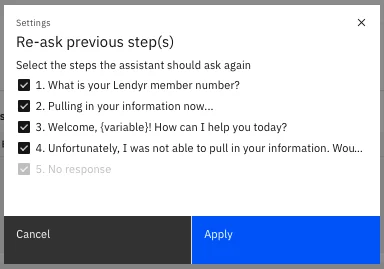 Settings
Re-ask previous step(s)
Select the steps the assistant should ask again
1. What is your Lendyr member number?
2. Pulling in your information now...
3. Welcome, {variable}! How can I help you today?
4. Unfortunately, I was not able to pull in your information. Wou...
5. No response
Cancel
Apply